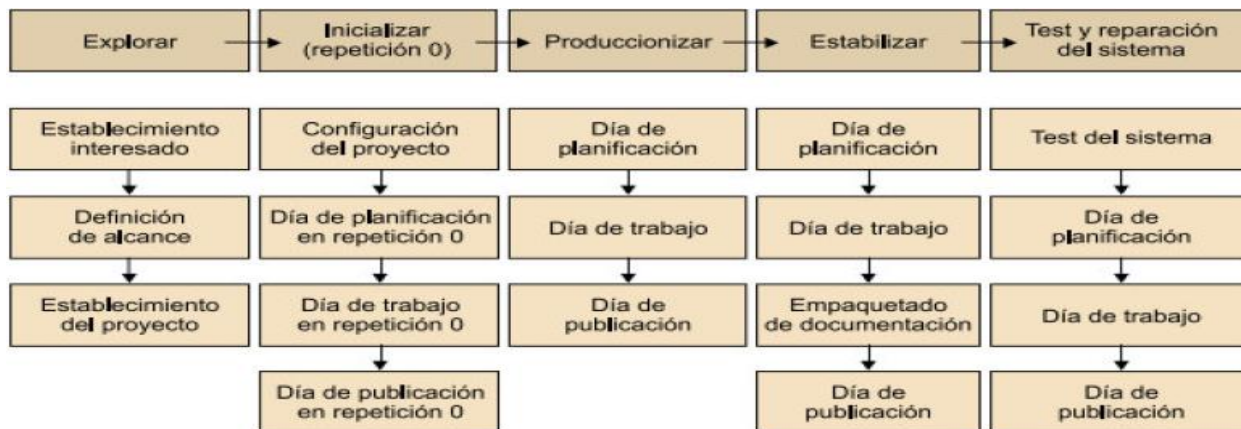 Explorar
Inicializar
(repetición 0)
Produccionizar
Estabilizar
Test y reparación
del sistema
Establecimiento
interesado
Configuración
del proyecto
Día de
planificación
Día de
planificación
Test del sistema
Definición
de alcance
Día de planificación
en repetición 0
Día de trabajo
Día de trabajo
Día de
planificación
Establecimiento
del proyecto
Día de trabajo
en repetición 0
Día de
publicación
Empaquetado
de documentación
Día de trabajo
Día de publicación
en repetición 0
Día de
publicación
Día de
publicación